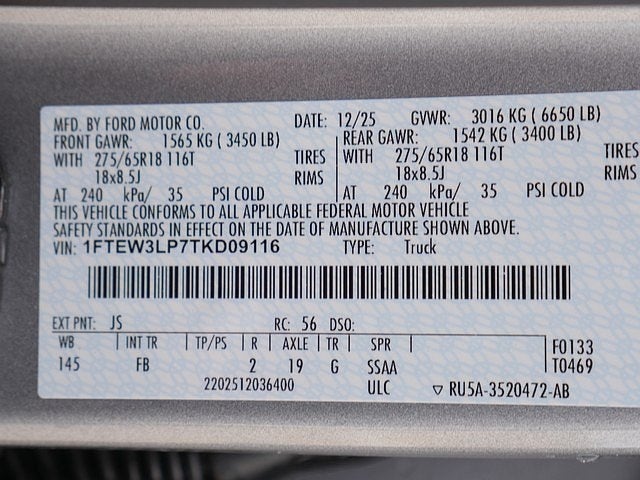 MFD. BY FORD MOTOR CO. DATE: 12/25 GVWR: 3016 KG ( 6650 LB)
FRONT GAWR: 1565 KG ( 3450 LB) REAR GAWR: 1542 KG ( 3400 LB)
WITH 275/65R18 116T TIRES WITH 275/65R18 116T TIRES
18x8.5J RIMS 18x8.5J RIMS
AT 240 kPa/ 35 PSI COLD AT 240 kPa/ 35 PSI COLD
THIS VEHICLE CONFORMS TO ALL APPLICABLE FEDERAL MOTOR VEHICLE
SAFETY STANDARDS IN EFFECT ON THE DATE OF MANUFACTURE SHOWN ABOVE.
VIN: 1FTEW3LP7TKD09116 TYPE: Truck
EXT PNT: JS RC: 56 DSO:
WB INT TR TP/PS R AXLE TR SPR F0133
145 FB 2 19 G SSAA T0469
2202512036400 ULC ▽ RU5A-3520472-AB